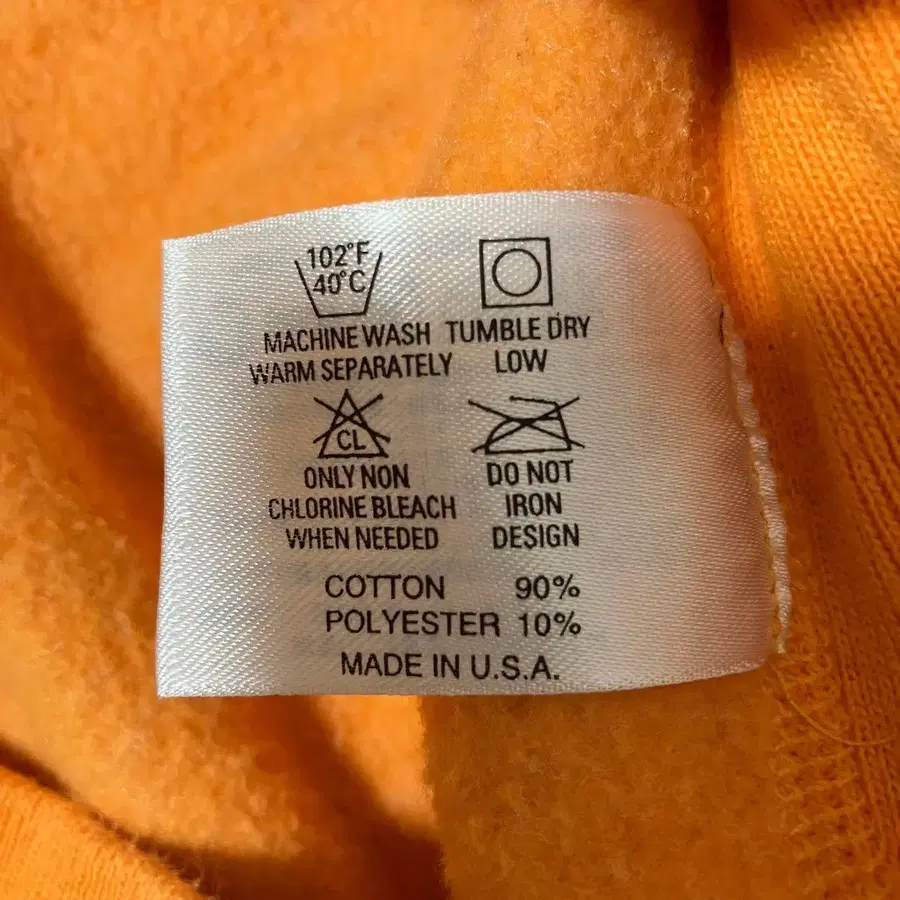 102°F
40°C
MACHINE WASH
WARM SEPARATELY
TUMBLE DRY
LOW
CL
ONLY NON
CHLORINE BLEACH
WHEN NEEDED
DO NOT
IRON
DESIGN
COTTON 90%
POLYESTER 10%
MADE IN U.S.A.